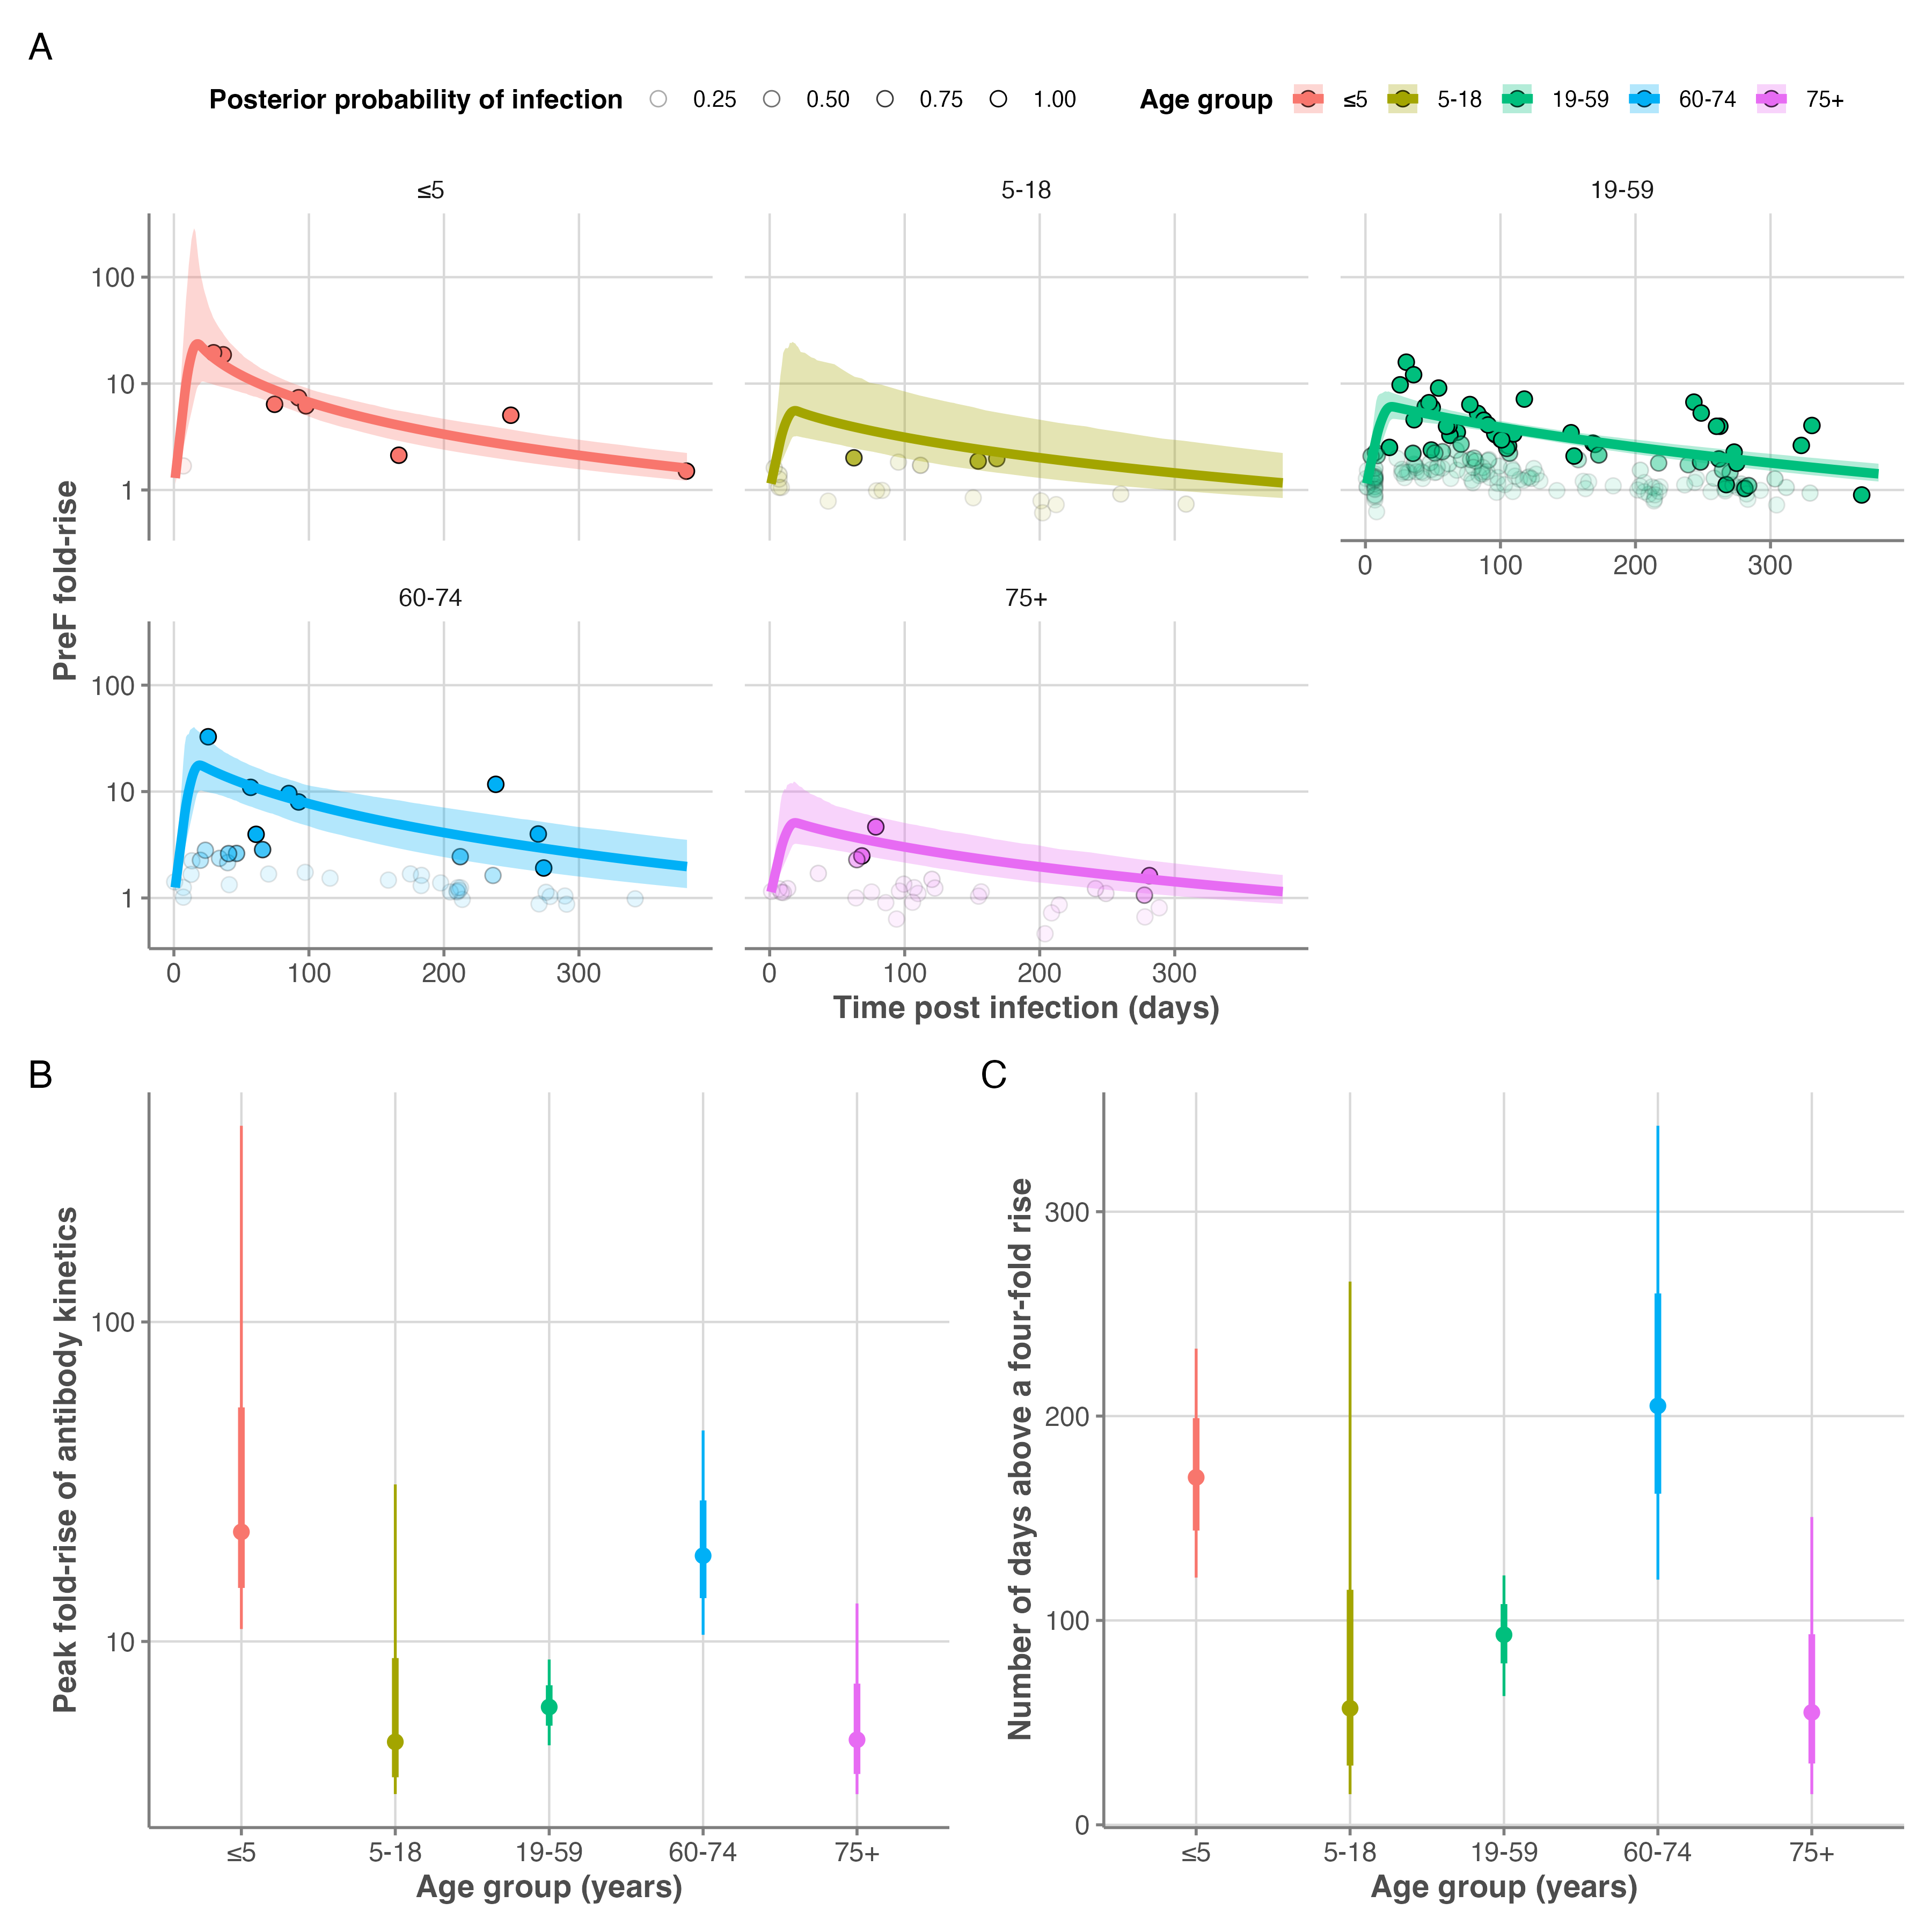 A
Posterior probability of infection 0.25 0.50 0.75 1.00 Age group ≤5 5-18 19-59 60-74 75+
≤5 5-18 19-59
100
10
1
0 100 200 300
PreF fold-rise
60-74 75+
100
10
1
0 100 200 300 0 100 200 300
Time post infection (days)
B
Peak fold-rise of antibody kinetics
100
10
≤5 5-18 19-59 60-74 75+
Age group (years)
C
Number of days above a four-fold rise
300
200
100
0
≤5 5-18 19-59 60-74 75+
Age group (years)